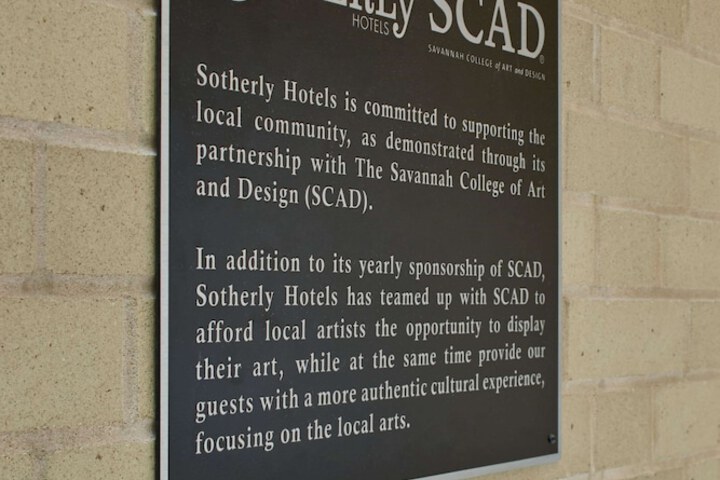 SCAD
HOTELS
SAVANNAH COLLEGE of ART and DESIGN
Sotherly Hotels is committed to supporting the
local community, as demonstrated through its
partnership with The Savannah College of Art
and Design (SCAD).
In addition to its yearly sponsorship of SCAD,
Sotherly Hotels has teamed up with SCAD to
afford local artists the opportunity to display
their art, while at the same time provide our
guests with a more authentic cultural experience,
focusing on the local arts.